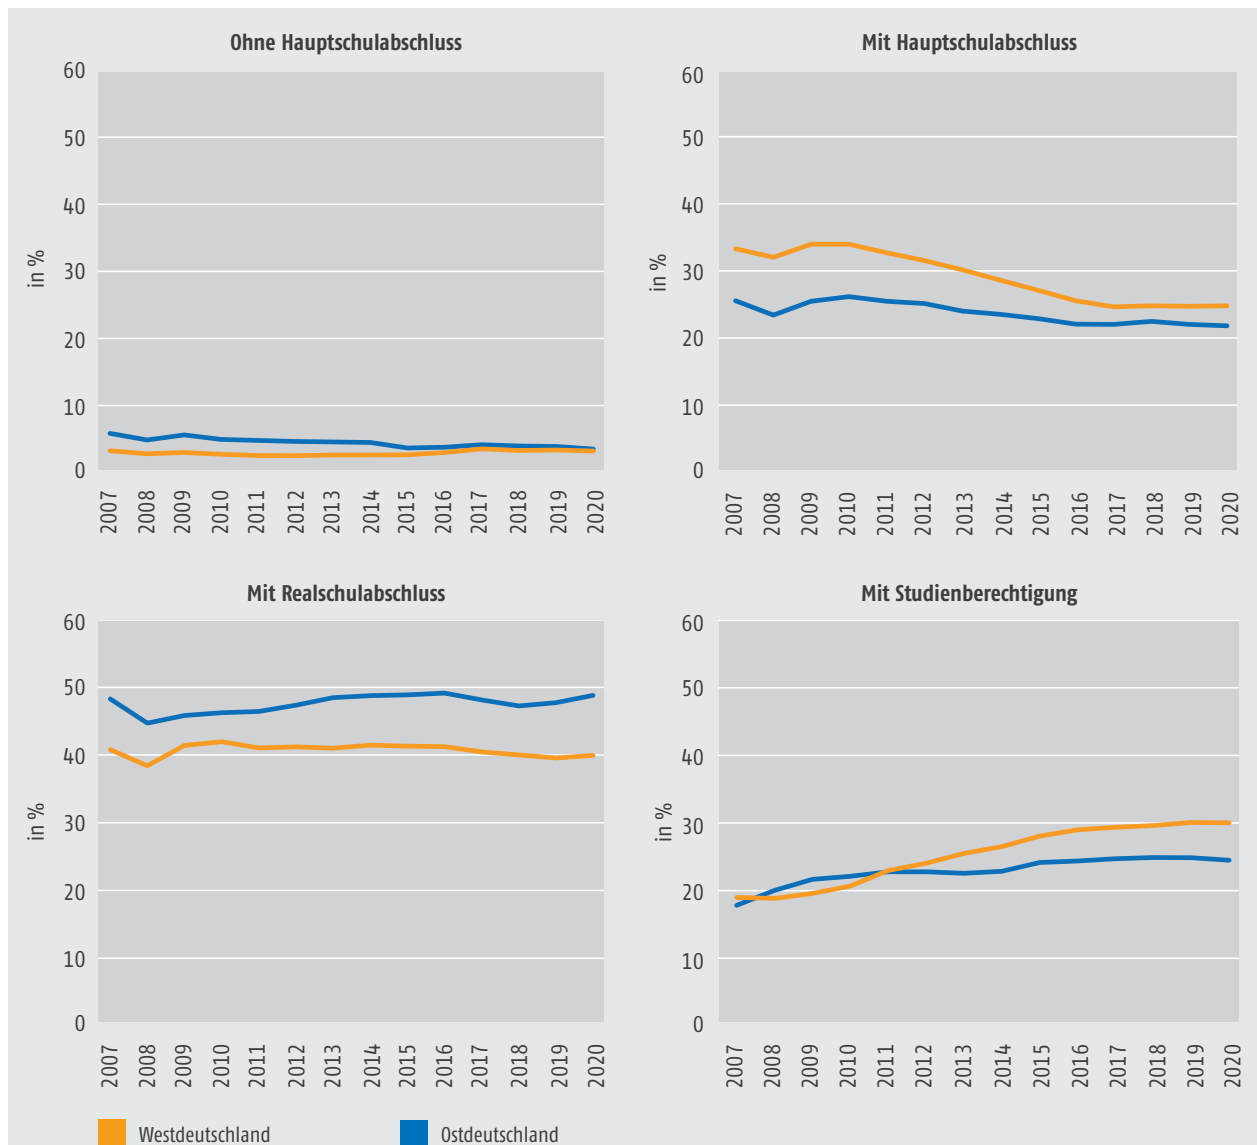 Ohne Hauptschulabschluss
60
50
40
30
20
10
0
in %
2007 2008 2009 2010 2011 2012 2013 2014 2015 2016 2017 2018 2019 2020
Mit Hauptschulabschluss
60
50
40
30
20
10
0
in %
2007 2008 2009 2010 2011 2012 2013 2014 2015 2016 2017 2018 2019 2020
Mit Realschulabschluss
60
50
40
30
20
10
0
in %
2007 2008 2009 2010 2011 2012 2013 2014 2015 2016 2017 2018 2019 2020
Mit Studienberechtigung
60
50
40
30
20
10
0
in %
2007 2008 2009 2010 2011 2012 2013 2014 2015 2016 2017 2018 2019 2020
Westdeutschland
Ostdeutschland